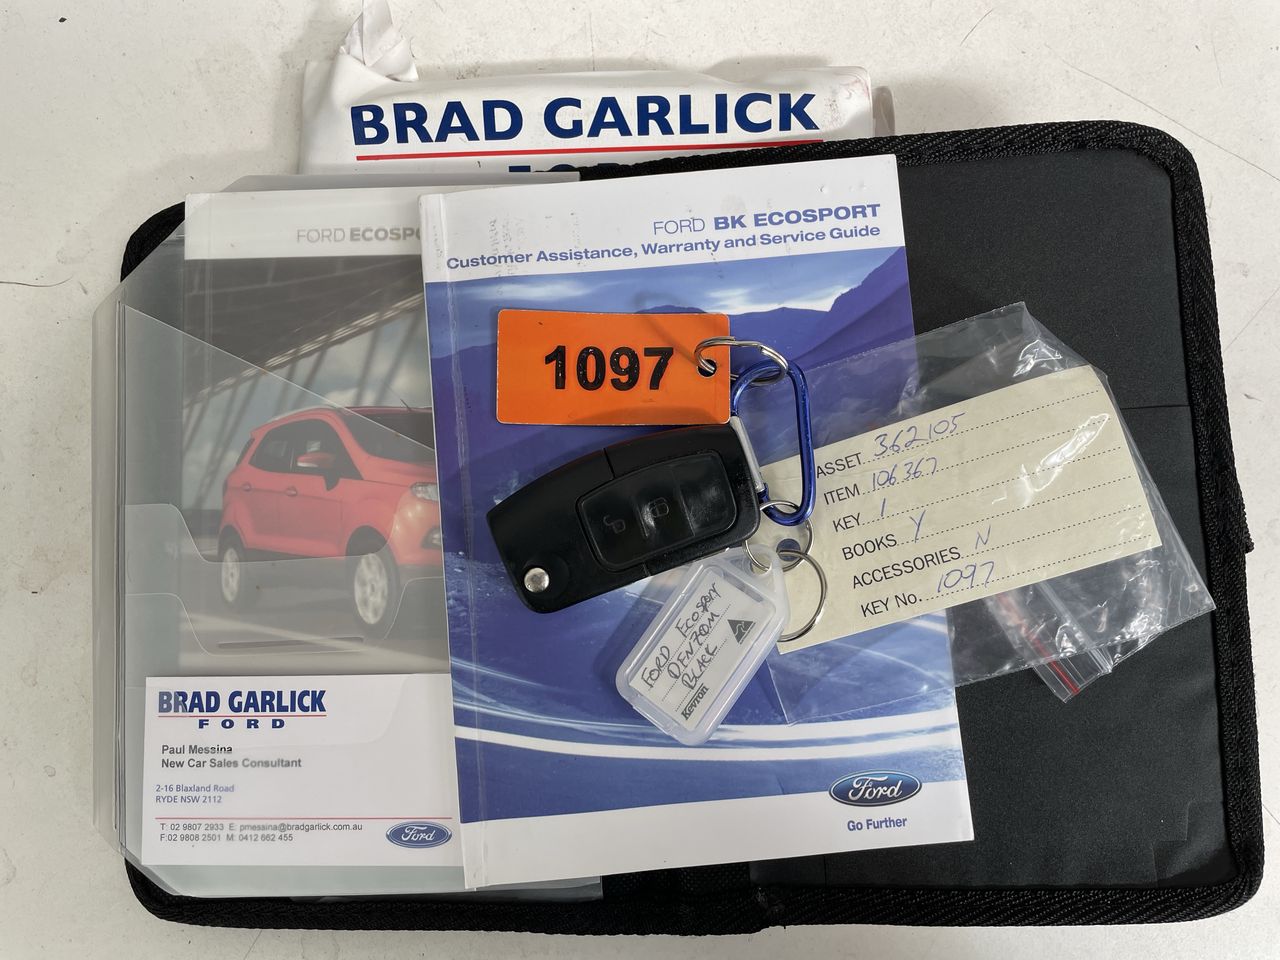 BRAD GARLICK
FORD ECOSPO
FORD BK ECOSPORT
Customer Assistance, Warranty and Service Guide
1097
ASSET 362105
ITEM 106367
KEY 1
BOOKS Y
ACCESSORIES N
KEY No. 1097
FORD ECOSPORT
BLACK
Kevron
BRAD GARLICK
FORD
Paul Messina
New Car Sales Consultant
2-16 Blaxland Road
RYDE NSW 2112
T: 02 9807 2933 E: pmessina@bradgarlick.com.au
F: 02 9808 2501 M: 0412 662 455
Ford
Ford
Go Further